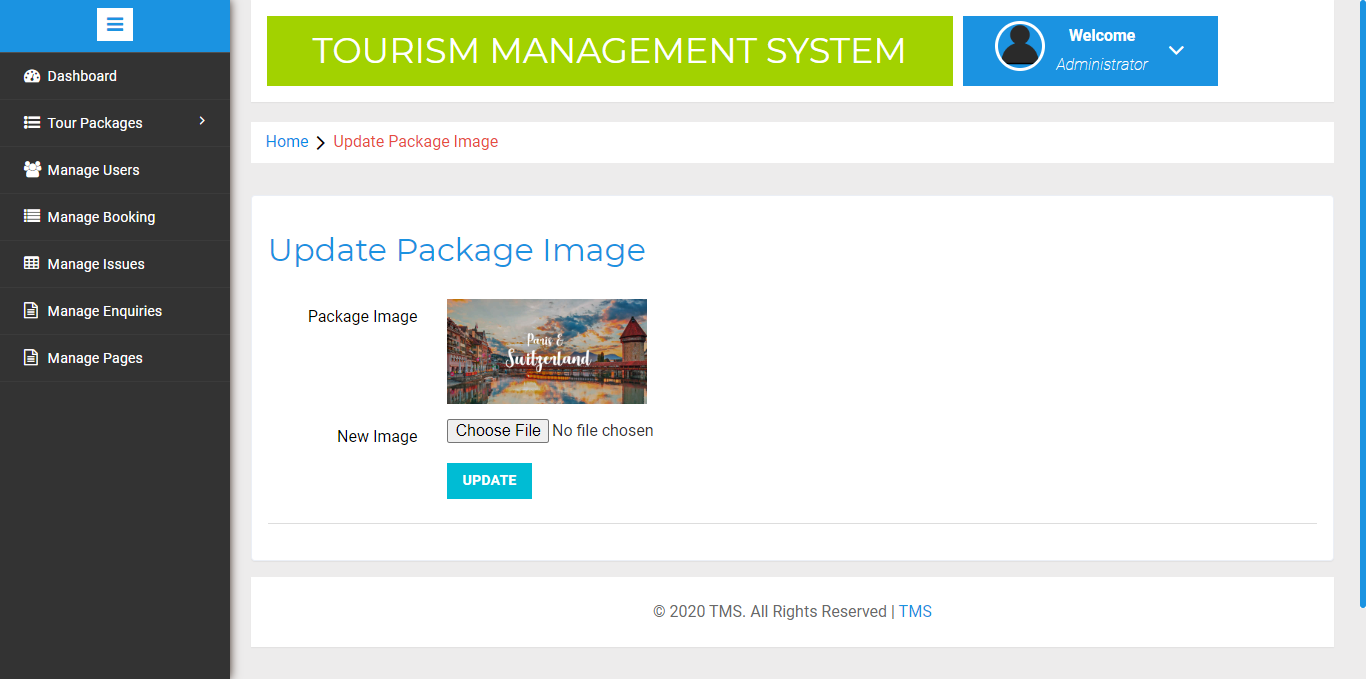 TOURISM MANAGEMENT SYSTEM
Welcome
Administrator
Dashboard
Tour Packages
Manage Users
Manage Booking
Manage Issues
Manage Enquiries
Manage Pages
Home
Update Package Image
Update Package Image
Package Image
Paris &
Switzerland
New Image
Choose File No file chosen
UPDATE
© 2020 TMS. All Rights Reserved | TMS